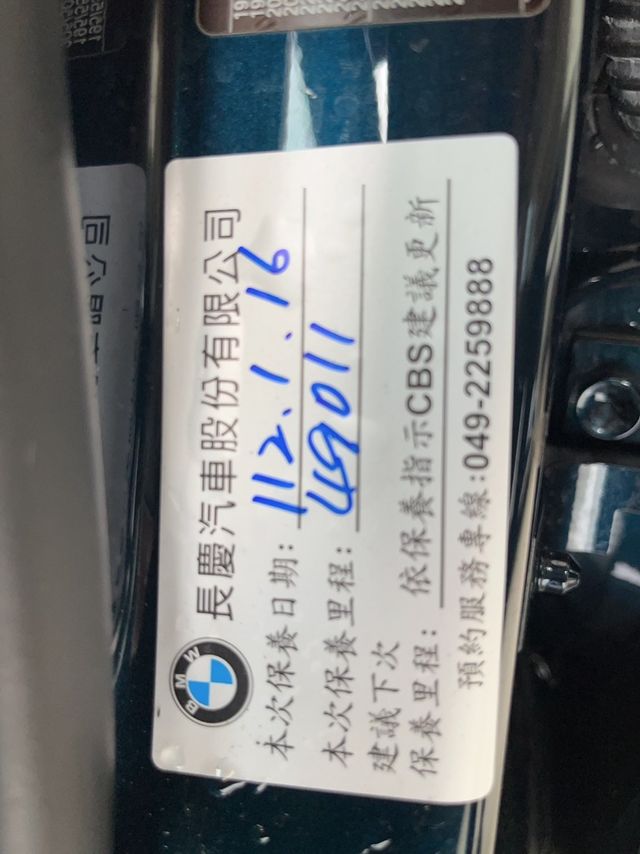 BMW
長慶汽車股份有限公司
本次保養日期: 112.1.16
本次保養里程: 49011
建議下次
保養里程: 依保養指示CBS建議更新
預約服務專線:049-2259888